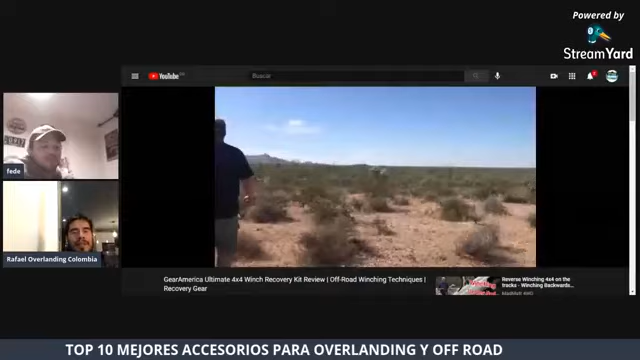 Powered by
StreamYard
YouTube
Buscar
fede
Rafael Overlanding Colombia
GearAmerica Ultimate 4x4 Winch Recovery Kit Review | Off-Road Winching Techniques |
Recovery Gear
Reverse Winching 4x4 on the
tracks - Winching Backwards...
TOP 10 MEJORES ACCESORIOS PARA OVERLANDING Y OFF ROAD